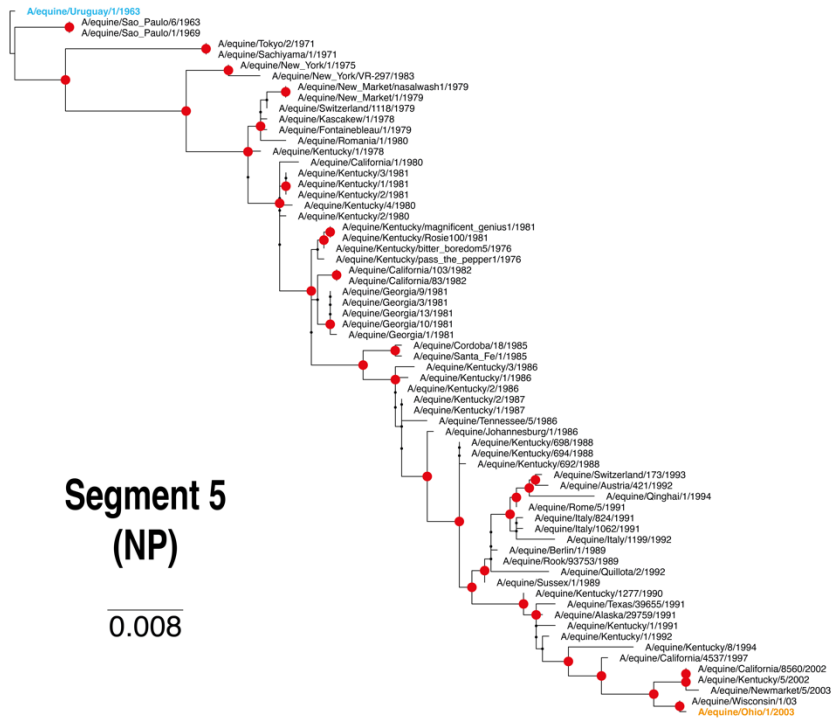 A/equine/Uruguay/1/1963
A/equine/Sao_Paulo/6/1963
A/equine/Sao_Paulo/1/1969
A/equine/Tokyo/2/1971
A/equine/Sachiyama/1/1971
A/equine/New_York/1/1975
A/equine/New_York/VR-297/1983
A/equine/New_Market/nasalwash1/1979
A/equine/New_Market/1/1979
A/equine/Switzerland/1118/1979
A/equine/Kascakew/1/1978
A/equine/Fontainebleau/1/1979
A/equine/Romania/1/1980
A/equine/Kentucky/1/1978
A/equine/California/1/1980
A/equine/Kentucky/3/1981
A/equine/Kentucky/1/1981
A/equine/Kentucky/2/1981
A/equine/Kentucky/4/1980
A/equine/Kentucky/2/1980
A/equine/Kentucky/magnificent_genius1/1981
A/equine/Kentucky/Rosie100/1981
A/equine/Kentucky/bitter_boredom5/1976
A/equine/Kentucky/pass_the_pepper1/1976
A/equine/California/103/1982
A/equine/California/83/1982
A/equine/Georgia/9/1981
A/equine/Georgia/3/1981
A/equine/Georgia/13/1981
A/equine/Georgia/10/1981
A/equine/Georgia/1/1981
A/equine/Cordoba/18/1985
A/equine/Santa_Fe/1/1985
A/equine/Kentucky/3/1986
A/equine/Kentucky/1/1986
A/equine/Kentucky/2/1986
A/equine/Kentucky/2/1987
A/equine/Kentucky/1/1987
A/equine/Tennessee/5/1986
A/equine/Johannesburg/1/1986
A/equine/Kentucky/698/1988
A/equine/Kentucky/694/1988
A/equine/Kentucky/692/1988
A/equine/Switzerland/173/1993
A/equine/Austria/421/1992
A/equine/Qinghai/1/1994
A/equine/Rome/5/1991
A/equine/Italy/824/1991
A/equine/Italy/1062/1991
A/equine/Italy/1199/1992
A/equine/Berlin/1/1989
A/equine/Rook/93753/1989
A/equine/Quillota/2/1992
A/equine/Sussex/1/1989
A/equine/Kentucky/1277/1990
A/equine/Texas/39655/1991
A/equine/Alaska/29759/1991
A/equine/Kentucky/1/1991
A/equine/Kentucky/1/1992
A/equine/Kentucky/8/1994
A/equine/California/4537/1997
A/equine/California/8560/2002
A/equine/Kentucky/5/2002
A/equine/Newmarket/5/2003
A/equine/Wisconsin/1/03
A/equine/Ohio/1/2003
Segment 5
(NP)
0.008